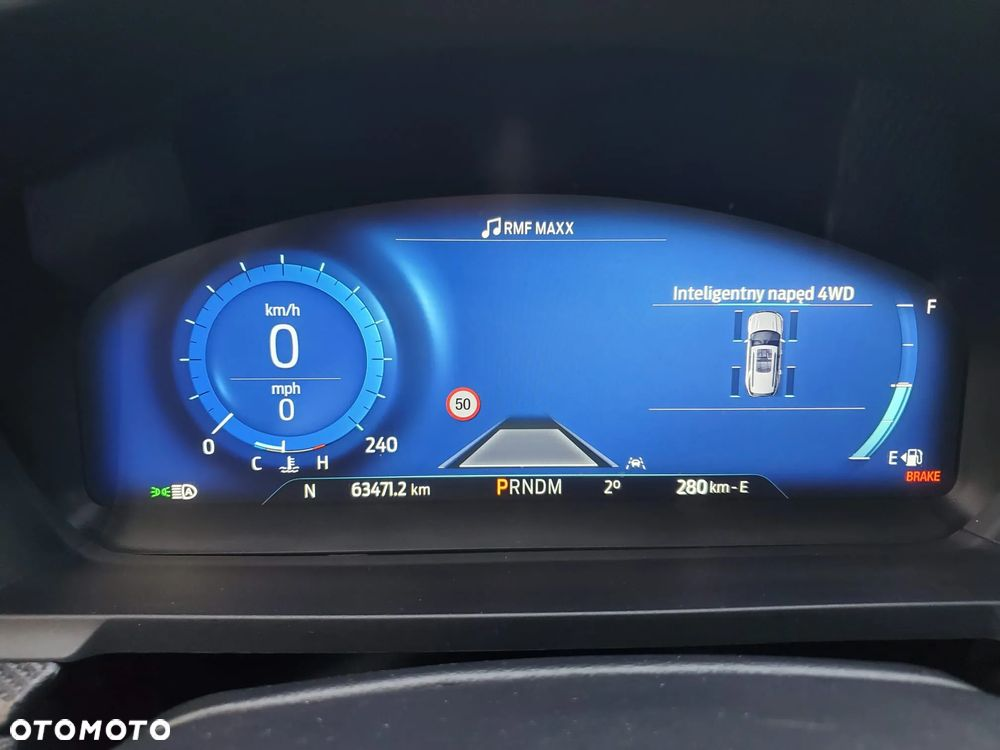 RMF MAXX
Inteligentny napęd 4WD
F
km/h
0
mph
0
50
0
240
C
H
E
BRAKE
A
N
63471.2 km
PRNDM
2°
280 km - E
OTOMOTO